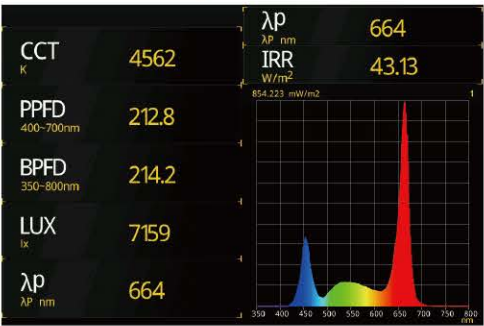 CCT 4562
K
PPFD 212.8
400~700nm
BPFD 214.2
350~800nm
LUX 7159
lx
λp 664
λP nm
λp 664
λP nm
IRR 43.13
W/m²
854.223 mW/m2 1
350 400 450 500 550 600 650 700 750 800
nm